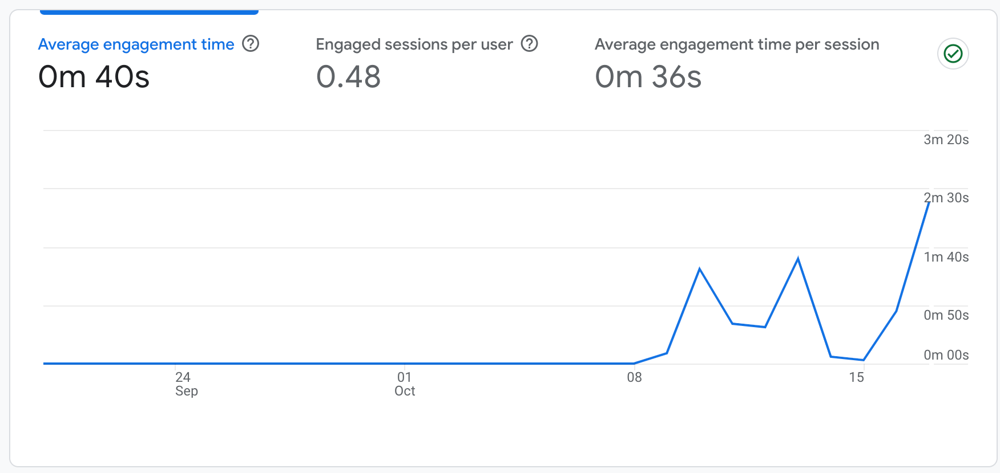 Average engagement time
0m 40s
Engaged sessions per user
0.48
Average engagement time per session
0m 36s
3m 20s
2m 30s
1m 40s
0m 50s
0m 00s
24
Sep
01
Oct
08
15